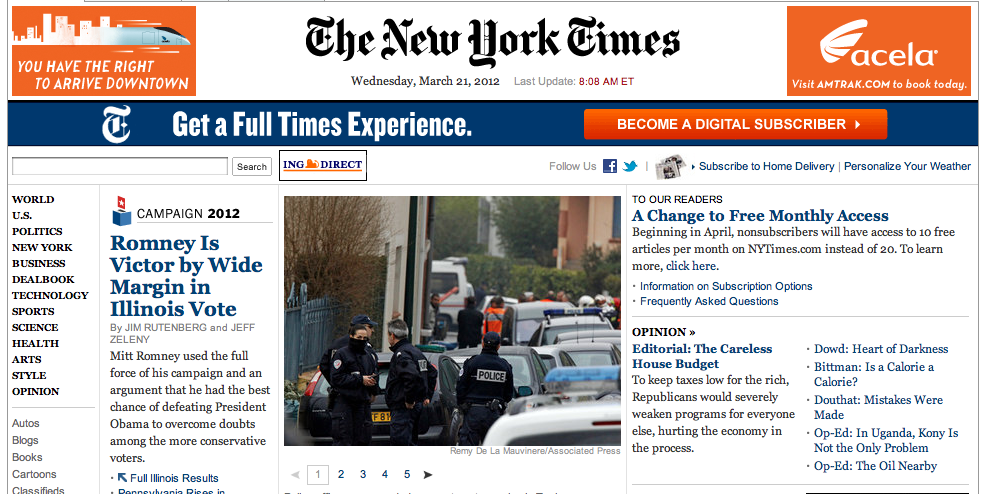 YOU HAVE THE RIGHT
TO ARRIVE DOWNTOWN
The New York Times
Wednesday, March 21, 2012 Last Update: 8:08 AM ET
acela
Visit AMTRAK.COM to book today.
T
Get a Full Times Experience.
BECOME A DIGITAL SUBSCRIBER
Search
ING DIRECT
Follow Us
Subscribe to Home Delivery | Personalize Your Weather
WORLD
U.S.
POLITICS
NEW YORK
BUSINESS
DEALBOOK
TECHNOLOGY
SPORTS
SCIENCE
HEALTH
ARTS
STYLE
OPINION
Autos
Blogs
Books
Cartoons
Classifieds
CAMPAIGN 2012
Romney Is
Victor by Wide
Margin in
Illinois Vote
By JIM RUTENBERG and JEFF
ZELENY
Mitt Romney used the full
force of his campaign and an
argument that he had the best
chance of defeating President
Obama to overcome doubts
among the more conservative
voters.
Full Illinois Results
Pennsylvania Rises in
POLICE
Remy De La Mauvinere/Associated Press
1 2 3 4 5
TO OUR READERS
A Change to Free Monthly Access
Beginning in April, nonsubscribers will have access to 10 free
articles per month on NYTimes.com instead of 20. To learn
more, click here.
· Information on Subscription Options
· Frequently Asked Questions
OPINION »
Editorial: The Careless
House Budget
To keep taxes low for the rich,
Republicans would severely
weaken programs for everyone
else, hurting the economy in
the process.
· Dowd: Heart of Darkness
· Bittman: Is a Calorie a
Calorie?
· Douthat: Mistakes Were
Made
· Op-Ed: In Uganda, Kony Is
Not the Only Problem
· Op-Ed: The Oil Nearby